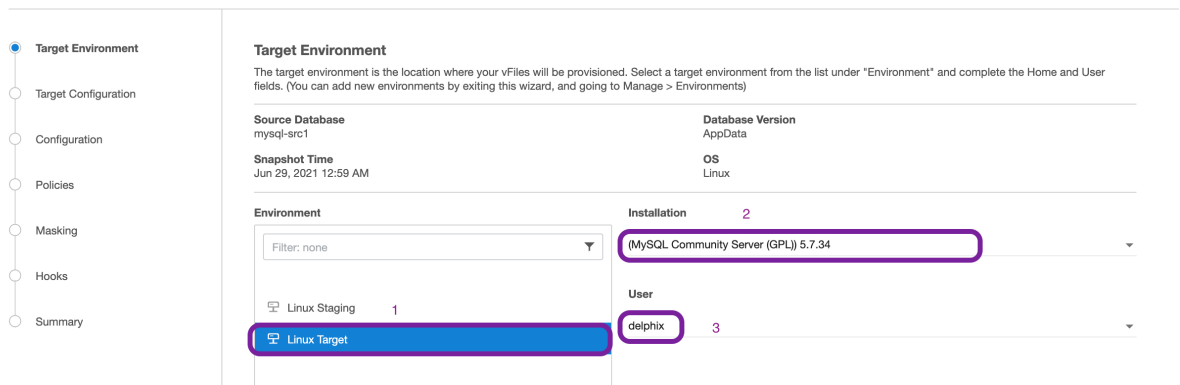 Target Environment
Target Configuration
Configuration
Policies
Masking
Hooks
Summary
Target Environment
The target environment is the location where your vFiles will be provisioned. Select a target environment from the list under "Environment" and complete the Home and User
fields. (You can add new environments by exiting this wizard, and going to Manage > Environments)
Source Database
mysql-src1
Database Version
AppData
Snapshot Time
Jun 29, 2021 12:59 AM
OS
Linux
Environment
Filter: none
Linux Staging 1
Linux Target
Installation 2
(MySQL Community Server (GPL)) 5.7.34
User
delphix 3